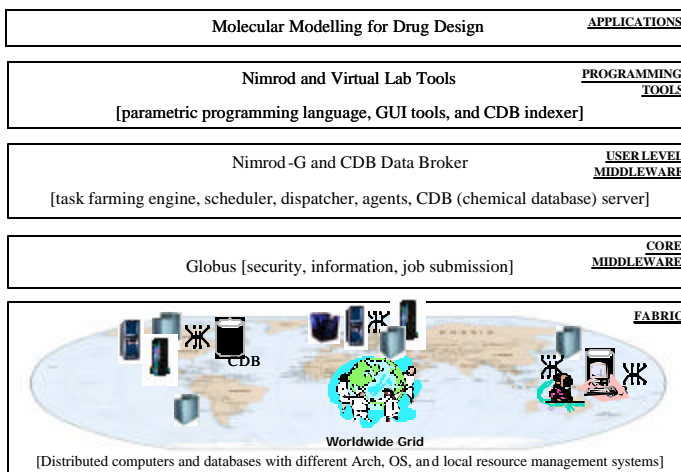 Molecular Modelling for Drug Design
APPLICATIONS
Nimrod and Virtual Lab Tools
PROGRAMMING
TOOLS
[parametric programming language, GUI tools, and CDB indexer]
Nimrod-G and CDB Data Broker
USER LEVEL
MIDDLEWARE
[task farming engine, scheduler, dispatcher, agents, CDB (chemical database) server]
Globus [security, information, job submission]
CORE
MIDDLEWARE
FABRIC
CDB
Worldwide Grid
[Distributed computers and databases with different Arch, OS, and local resource management systems]